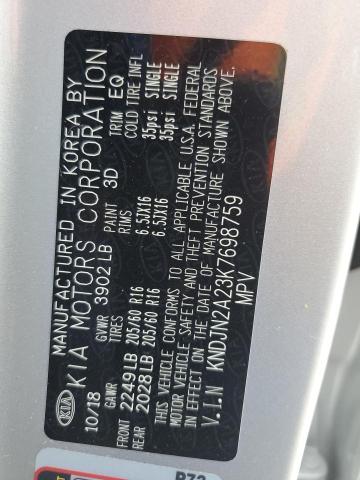 MANUFACTURED IN KOREA BY
KIA KIA MOTORS CORPORATION
10/18 GVWR 3902 LB PAINT 3D TRIM EQ
GAWR TIRES RIMS COLD TIRE INFL
FRONT 2249 LB 205/60 R16 6.5JX16 35psi SINGLE
REAR 2028 LB 205/60 R16 6.5JX16 35psi SINGLE
THIS VEHICLE CONFORMS TO ALL APPLICABLE U.S.A. FEDERAL
MOTOR VEHICLE SAFETY AND THEFT PREVENTION STANDARDS
IN EFFECT ON THE DATE OF MANUFACTURE SHOWN ABOVE.
V.I.N KNDJN2A23K7698759
MPV